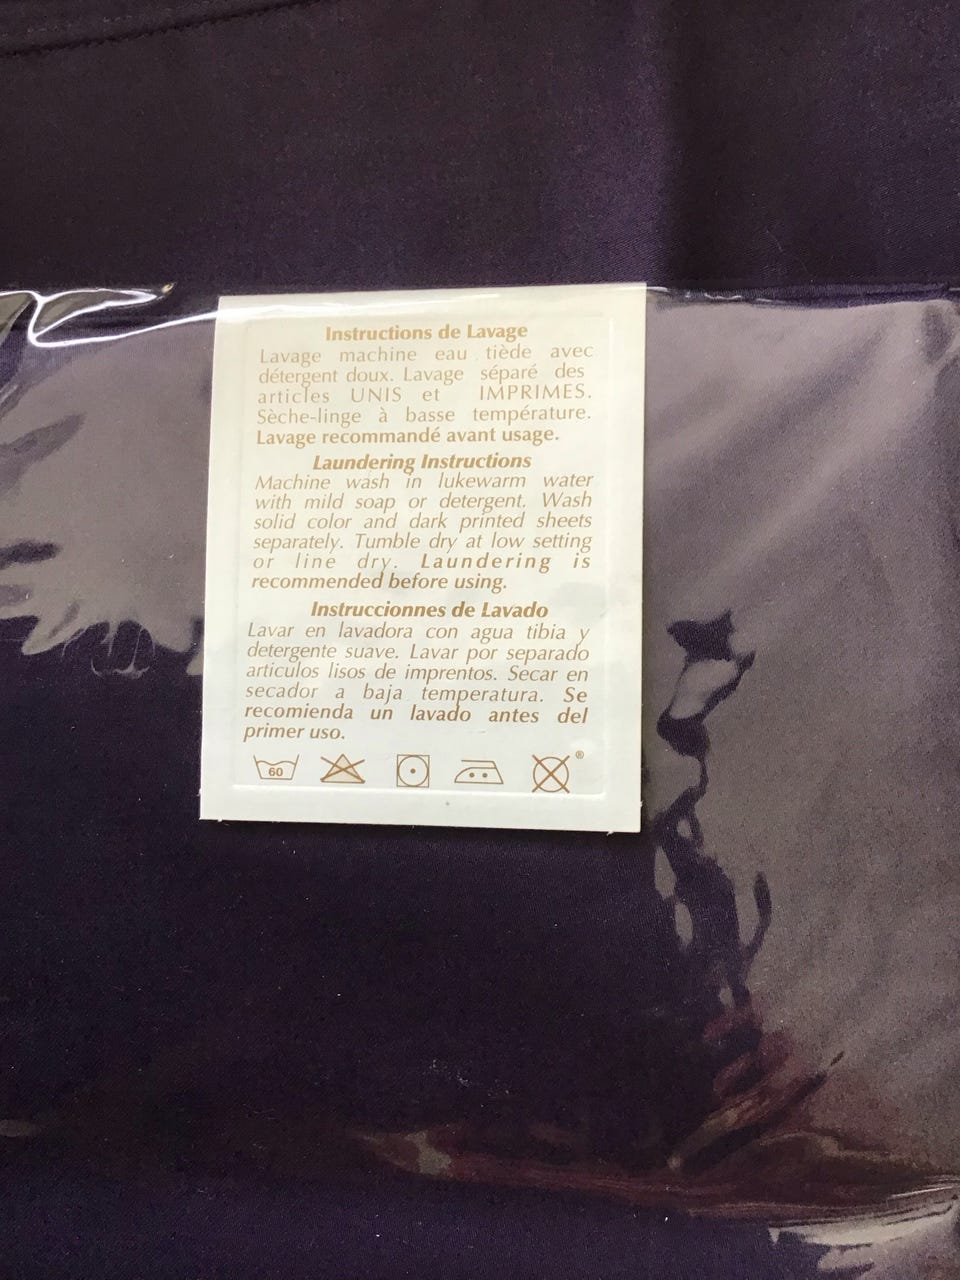 Instructions de Lavage
Lavage machine eau tiède avec
détergent doux. Lavage séparé des
articles UNIS et IMPRIMES.
Sèche-linge à basse température.
Lavage recommandé avant usage.
Laundering Instructions
Machine wash in lukewarm water
with mild soap or detergent. Wash
solid color and dark printed sheets
separately. Tumble dry at low setting
or line dry. Laundering is
recommended before using.
Instruccionnes de Lavado
Lavar en lavadora con agua tibia y
detergente suave. Lavar por separado
articulos lisos de imprentos. Secar en
secador a baja temperatura. Se
recomienda un lavado antes del
primer uso.
60 ®